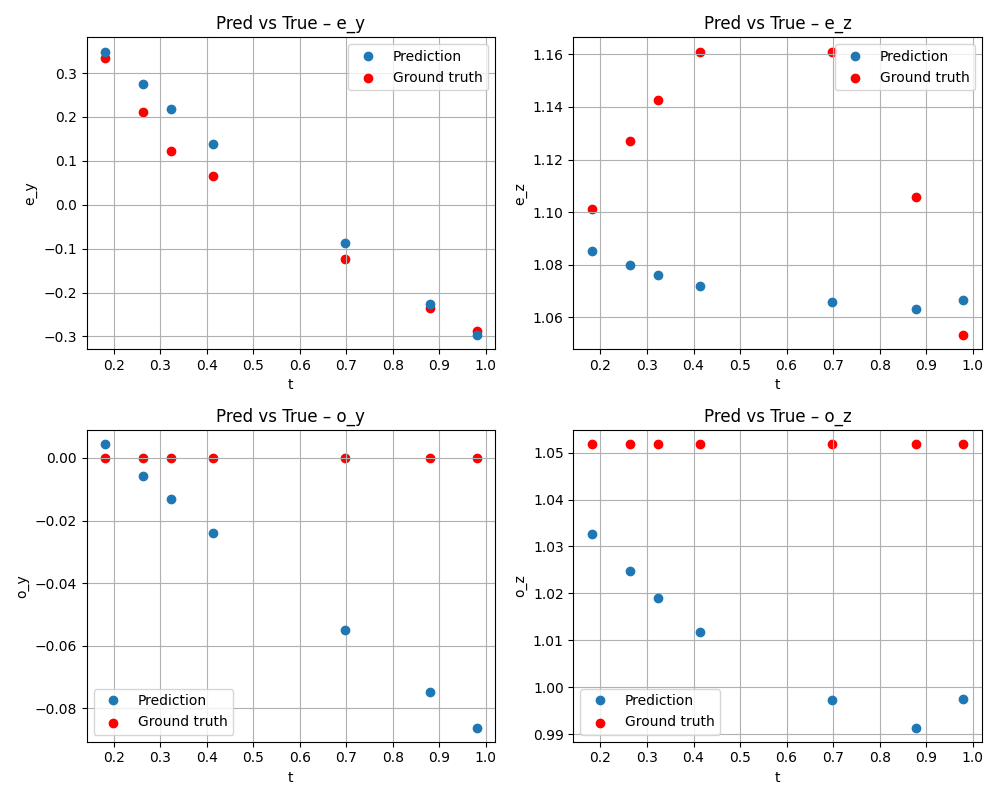 Pred vs True – e_y
0.3
0.2
0.1
0.0
−0.1
−0.2
−0.3
e_y
Prediction
Ground truth
0.2 0.3 0.4 0.5 0.6 0.7 0.8 0.9 1.0
t
Pred vs True – e_z
1.16
1.14
1.12
1.10
1.08
1.06
e_z
Prediction
Ground truth
0.2 0.3 0.4 0.5 0.6 0.7 0.8 0.9 1.0
t
Pred vs True – o_y
0.00
−0.02
−0.04
−0.06
−0.08
o_y
Prediction
Ground truth
0.2 0.3 0.4 0.5 0.6 0.7 0.8 0.9 1.0
t
Pred vs True – o_z
1.05
1.04
1.03
1.02
1.01
1.00
0.99
o_z
Prediction
Ground truth
0.2 0.3 0.4 0.5 0.6 0.7 0.8 0.9 1.0
t